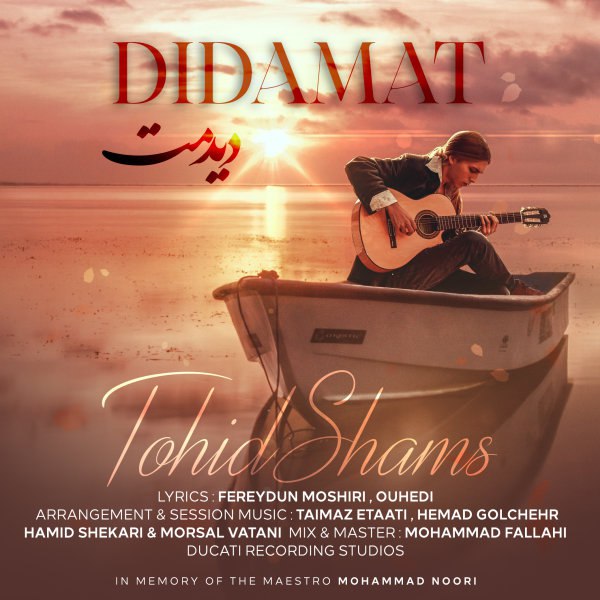 DIDAMAT
دیدمت
Tohid Shams
LYRICS : FEREYDUN MOSHIRI , OUHEDI
ARRANGEMENT & SESSION MUSIC : TAIMAZ ETAATI , HEMAD GOLCHEHR
HAMID SHEKARI & MORSAL VATANI MIX & MASTER : MOHAMMAD FALLAHI
DUCATI RECORDING STUDIOS
IN MEMORY OF THE MAESTRO MOHAMMAD NOORI